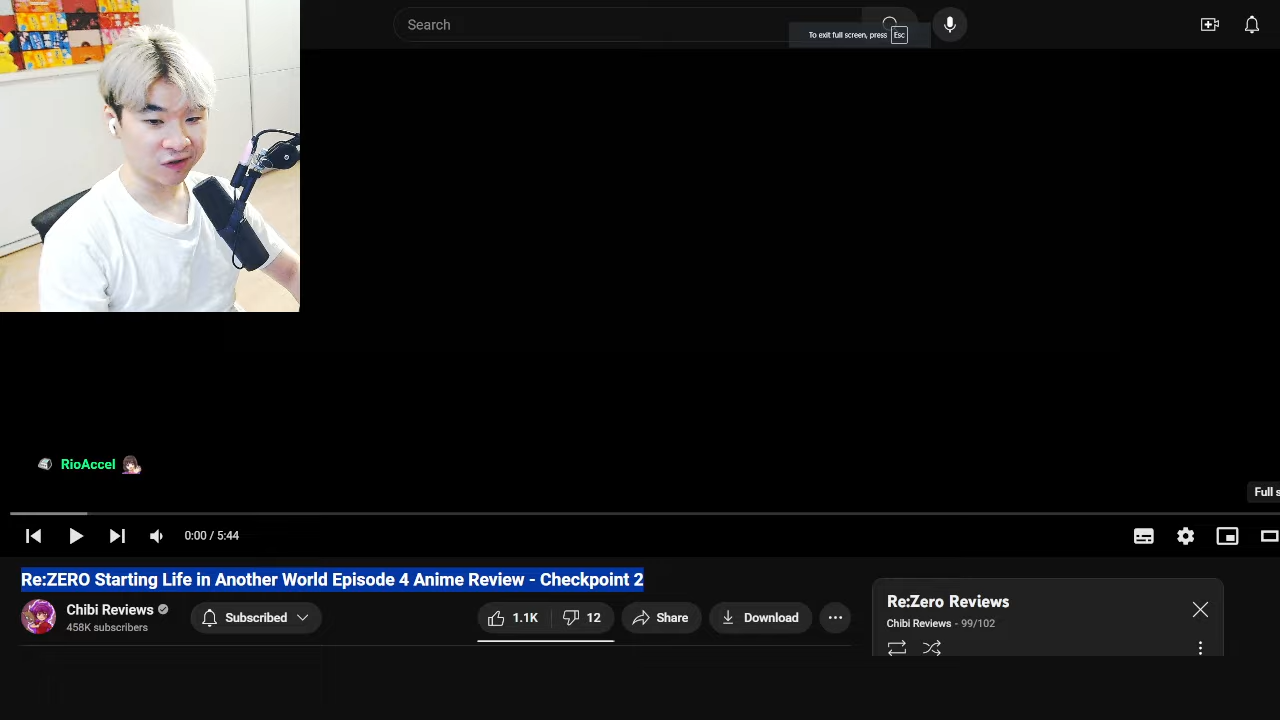 Search
To exit full screen, press Esc
RioAccel
Full s
0:00 / 5:44
Re:ZERO Starting Life in Another World Episode 4 Anime Review - Checkpoint 2
Chibi Reviews
458K subscribers
Subscribed
1.1K
12
Share
Download
Re:Zero Reviews
Chibi Reviews - 99/102